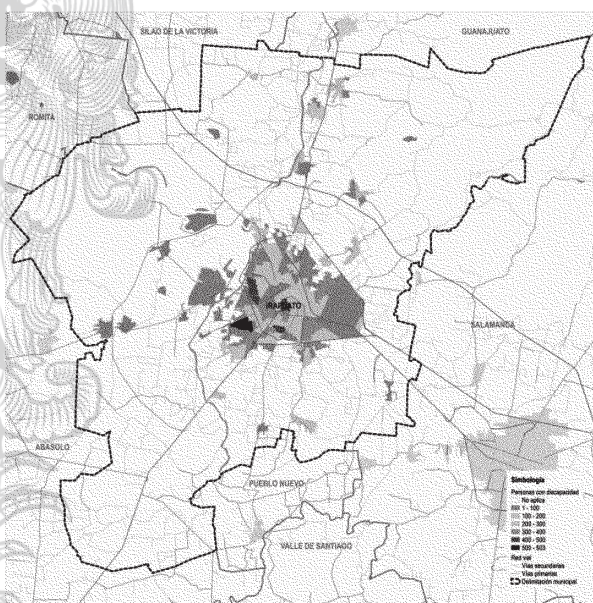 SILAO DE LA VICTORIA
GUANAJUATO
ROMITA
IRAPUATO
SALAMANCA
ABASOLO
PUEBLO NUEVO
VALLE DE SANTIAGO
Simbología
Personas con discapacidad
No aplica
1 - 100
100 - 200
200 - 300
300 - 400
400 - 500
500 - 503
Red vial
Vías secundarias
Vías primarias
Delimitación municipal